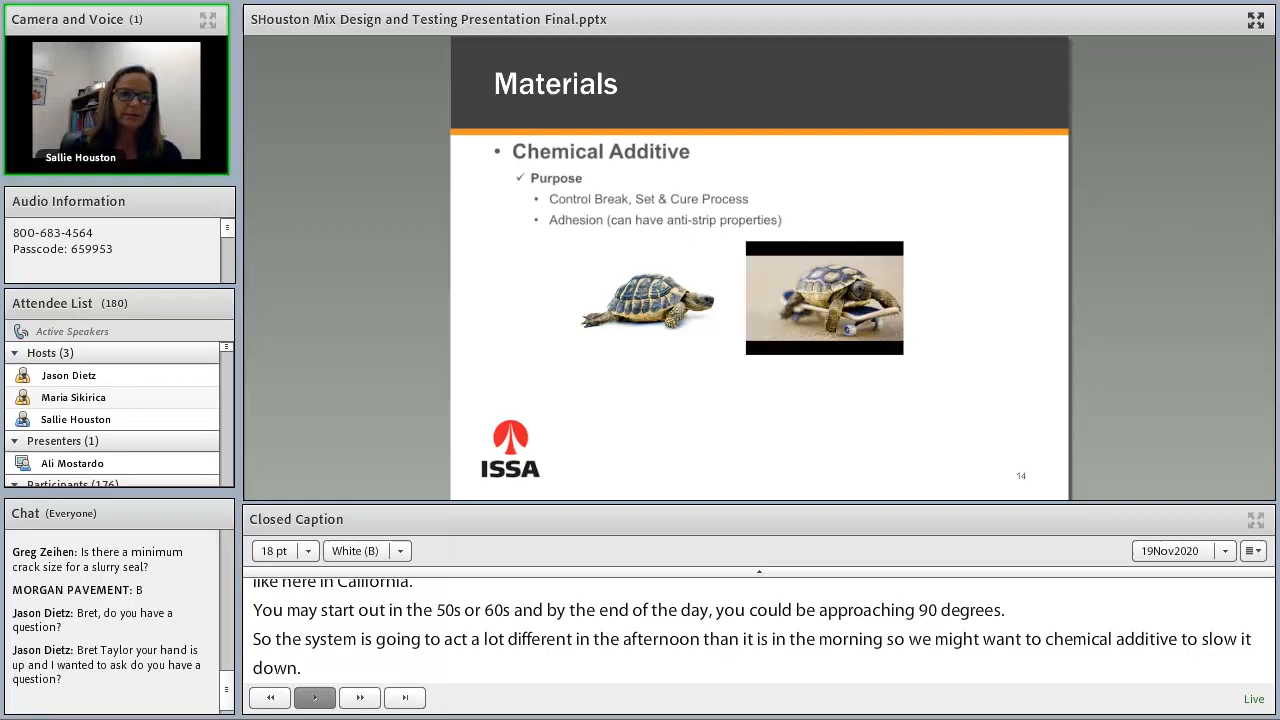 Camera and Voice (1)
Sallie Houston
Audio Information
800-683-4564
Passcode: 659953
Attendee List (180)
Active Speakers
Hosts (3)
Jason Dietz
Maria Sikirica
Sallie Houston
Presenters (1)
Ali Mostardo
Participants (176)
Chat (Everyone)
Greg Zeihen: Is there a minimum
crack size for a slurry seal?
MORGAN PAVEMENT: B
Jason Dietz: Bret, do you have a
question?
Jason Dietz: Bret Taylor your hand is
up and I wanted to ask do you have a
question?
SHouston Mix Design and Testing Presentation Final.pptx
Materials
• Chemical Additive
✓ Purpose
• Control Break, Set & Cure Process
• Adhesion (can have anti-strip properties)
ISSA
14
Closed Caption
18 pt
White (B)
19Nov2020
like here in California.
You may start out in the 50s or 60s and by the end of the day, you could be approaching 90 degrees.
So the system is going to act a lot different in the afternoon than it is in the morning so we might want to chemical additive to slow it
down.
Live